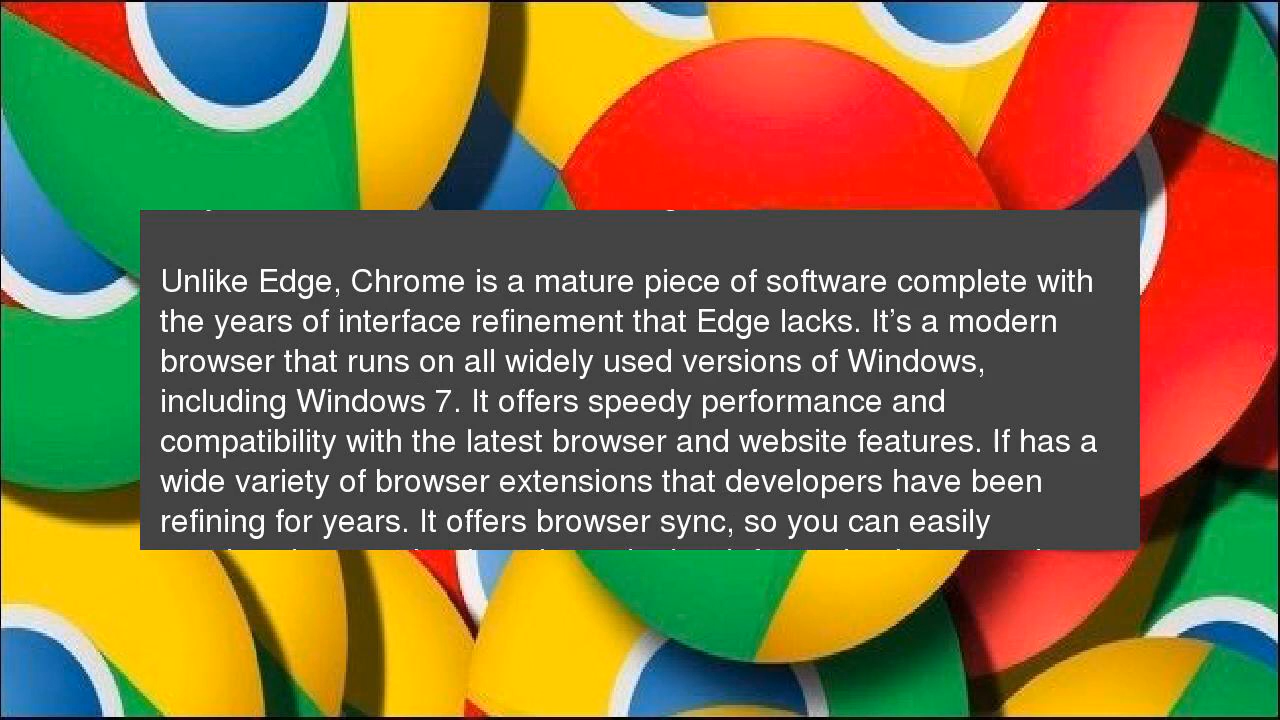 Unlike Edge, Chrome is a mature piece of software complete with
the years of interface refinement that Edge lacks. It’s a modern
browser that runs on all widely used versions of Windows,
including Windows 7. It offers speedy performance and
compatibility with the latest browser and website features. If has a
wide variety of browser extensions that developers have been
refining for years. It offers browser sync, so you can easily